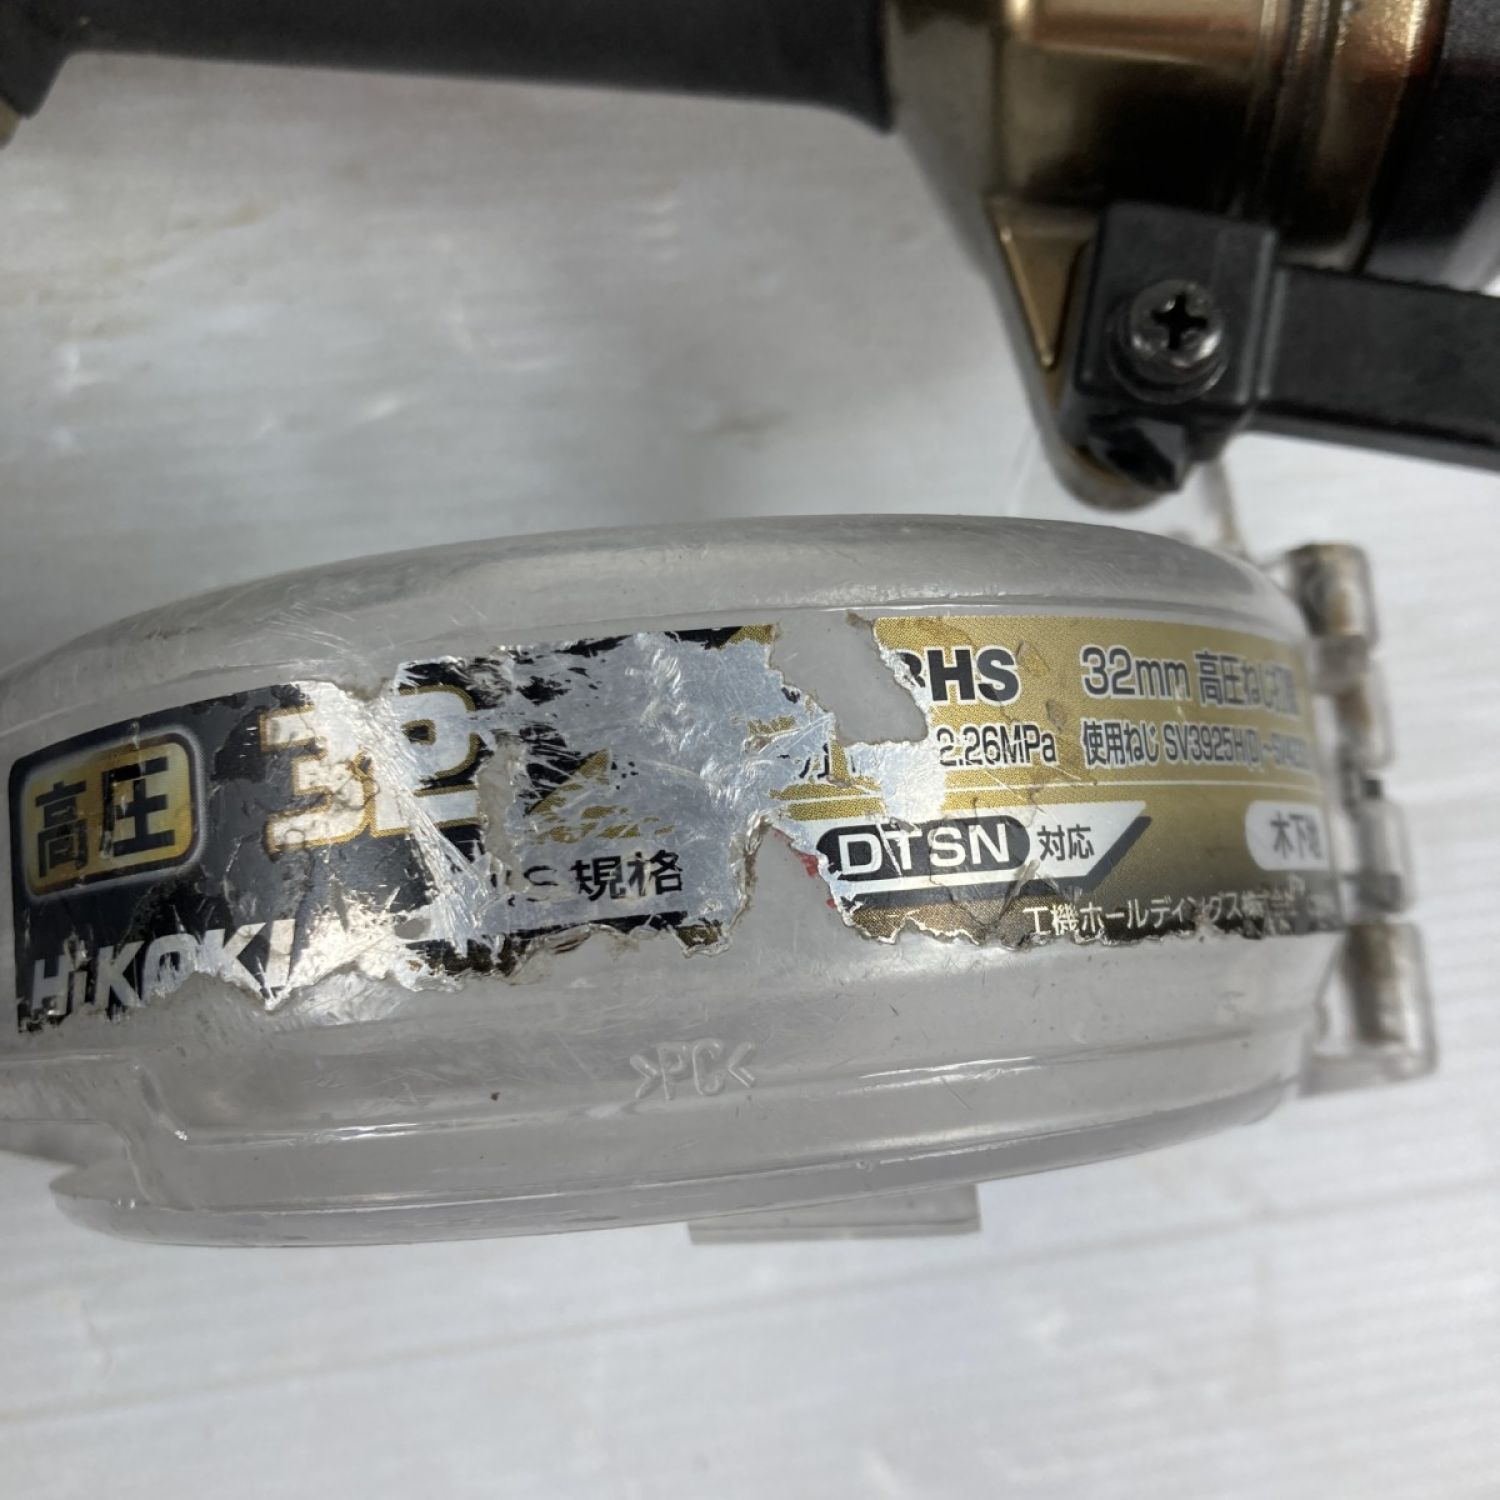 高圧 32
HiKOKI
規格
HS 32mm 高圧ねじ打機
2.26MPa 使用ねじ SV3925H(D)~
DTSN 対応
木下地
工機ホールディングス株式会社
>PC<